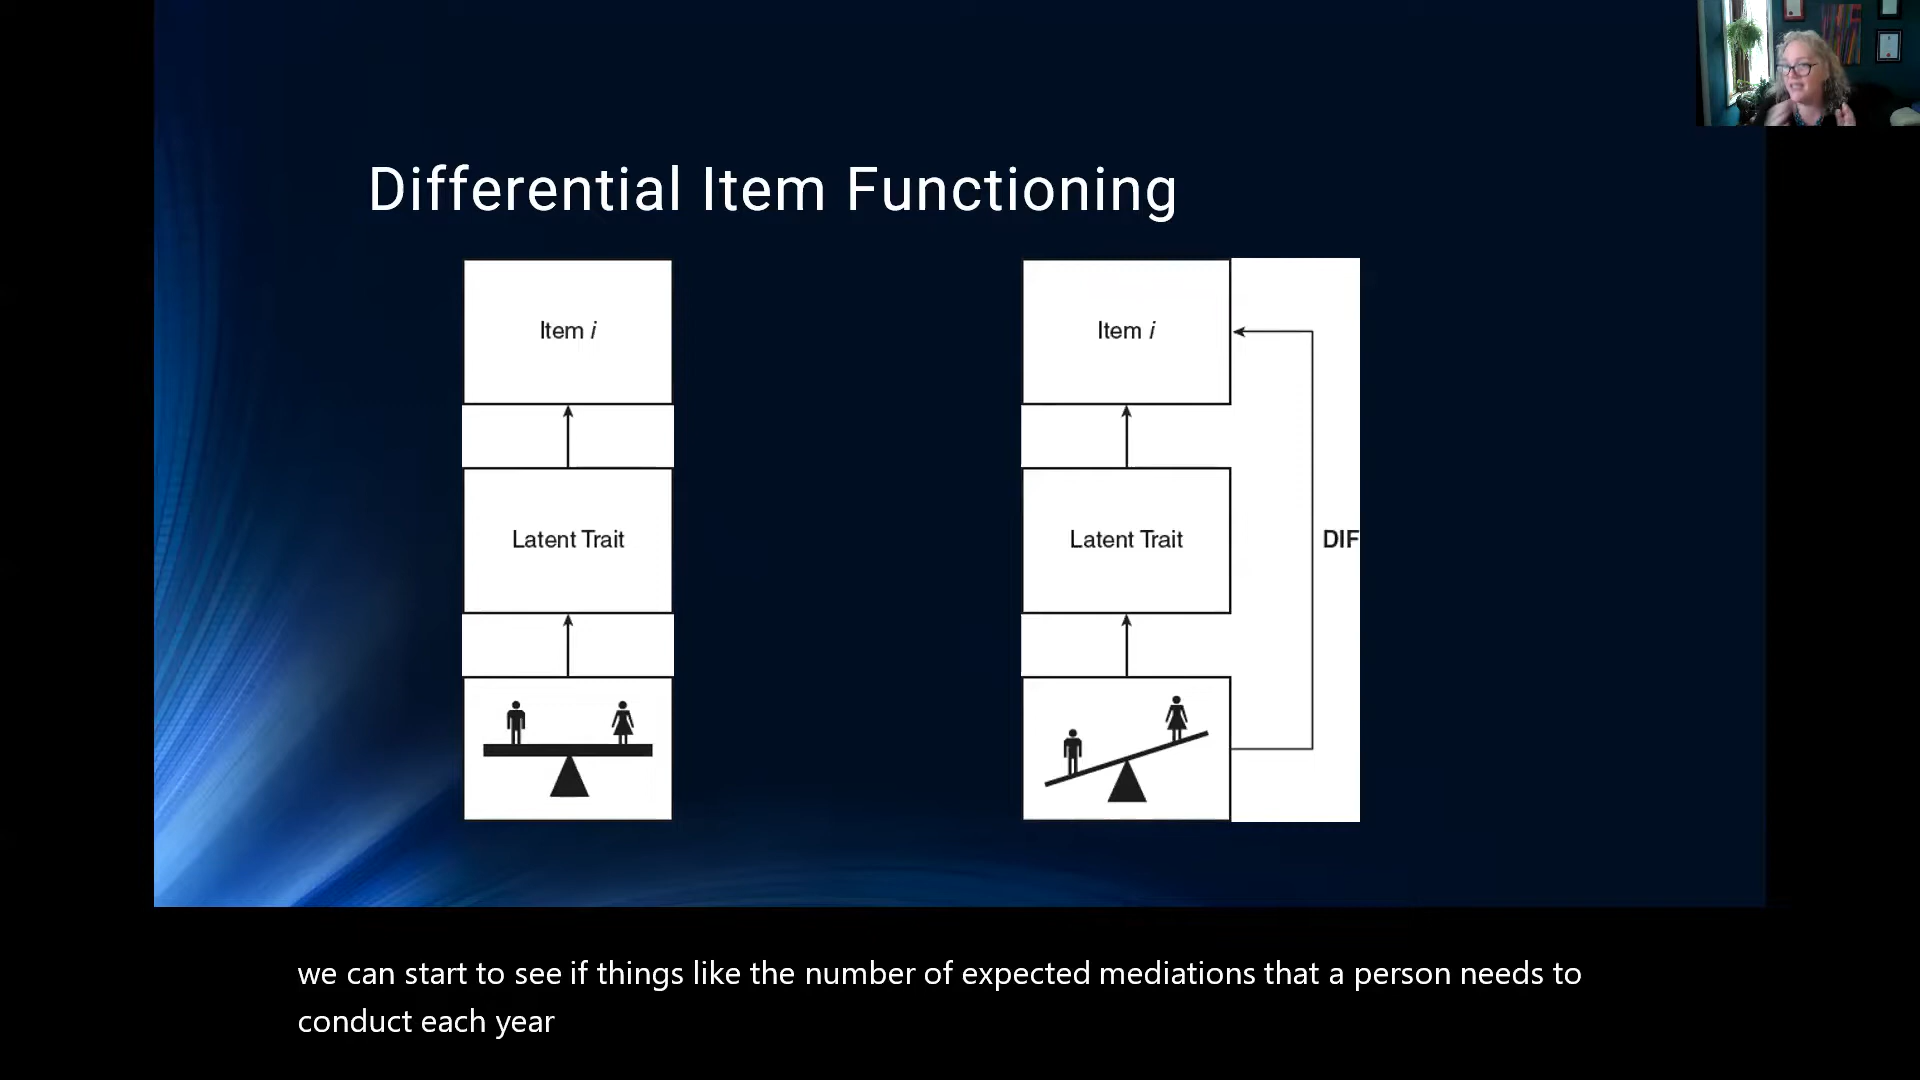 Differential Item Functioning
Item i
Latent Trait
Item i
Latent Trait
DIF
we can start to see if things like the number of expected mediations that a person needs to
conduct each year